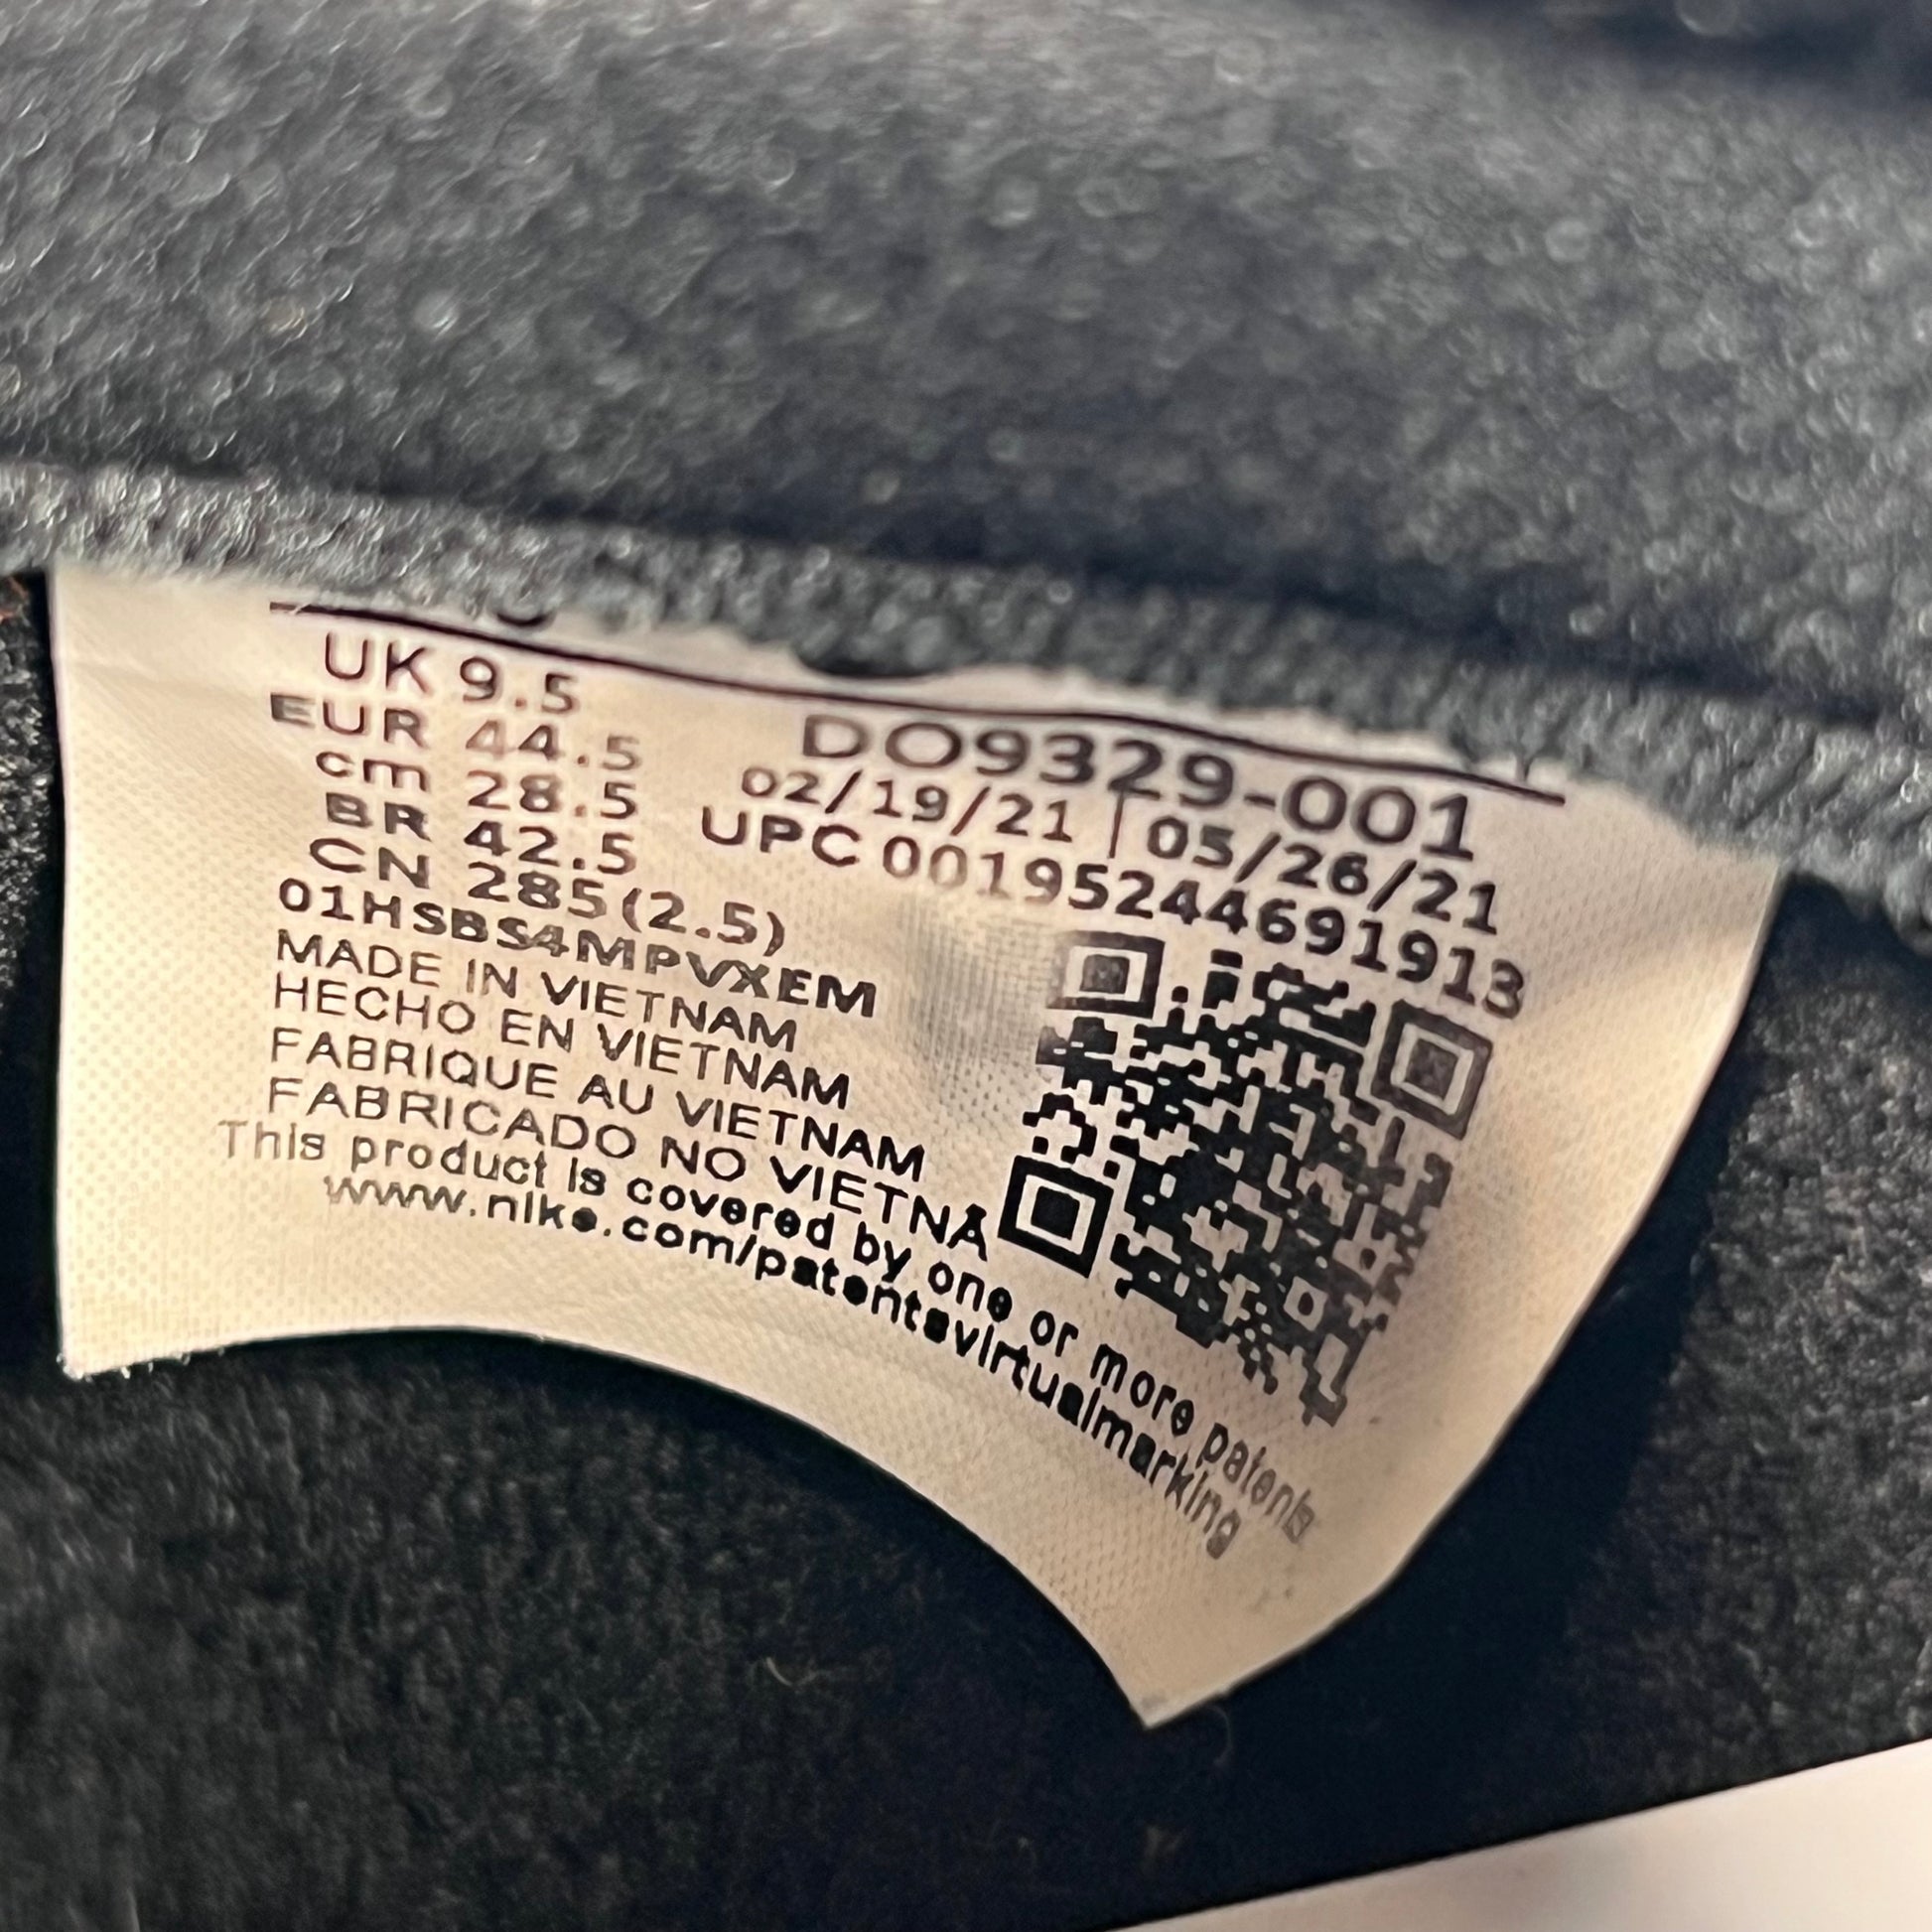 UK 9.5
EUR 44.5
cm 28.5
BR 42.5
CN 285(2.5)
01HSBS4MPVXEM
MADE IN VIETNAM
HECHO EN VIETNAM
FABRIQUE AU VIETNAM
FABRICADO NO VIETNA
DO9329-001
02/19/21 | 05/26/21
UPC 00195244691913
This product is covered by one or more patents
www.nike.com/patentsvirtualmarking